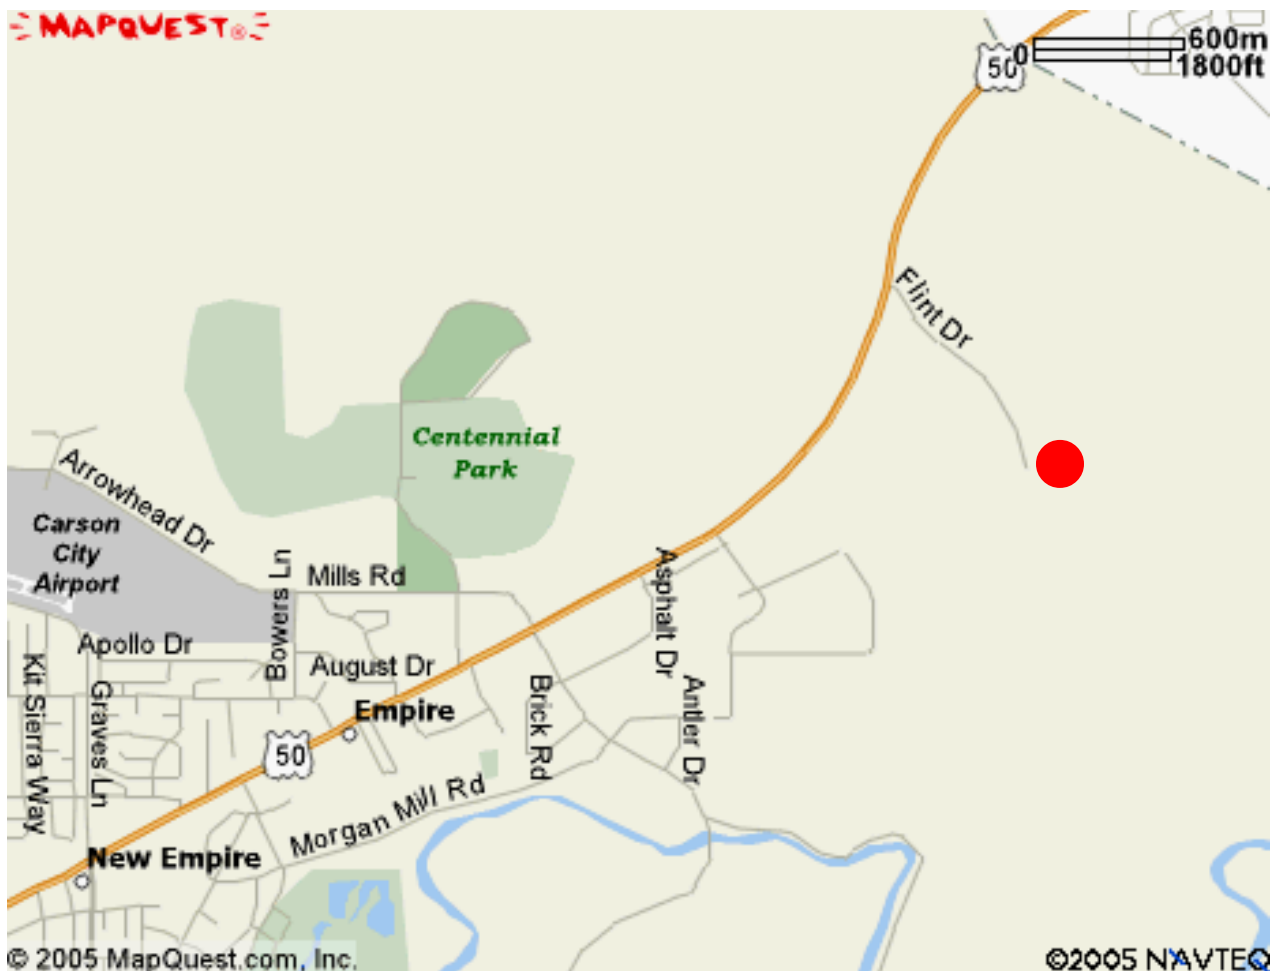 MAPQUEST®
50
0
600m
1800ft
Flint Dr
Centennial
Park
Arrowhead Dr
Carson
City
Airport
Bowers Ln
Mills Rd
Asphalt Dr
Apollo Dr
August Dr
Kit Sierra Way
Graves Ln
Empire
Brick Rd
Antler Dr
50
Morgan Mill Rd
New Empire
© 2005 MapQuest.com, Inc.
©2005 NAVTEQ